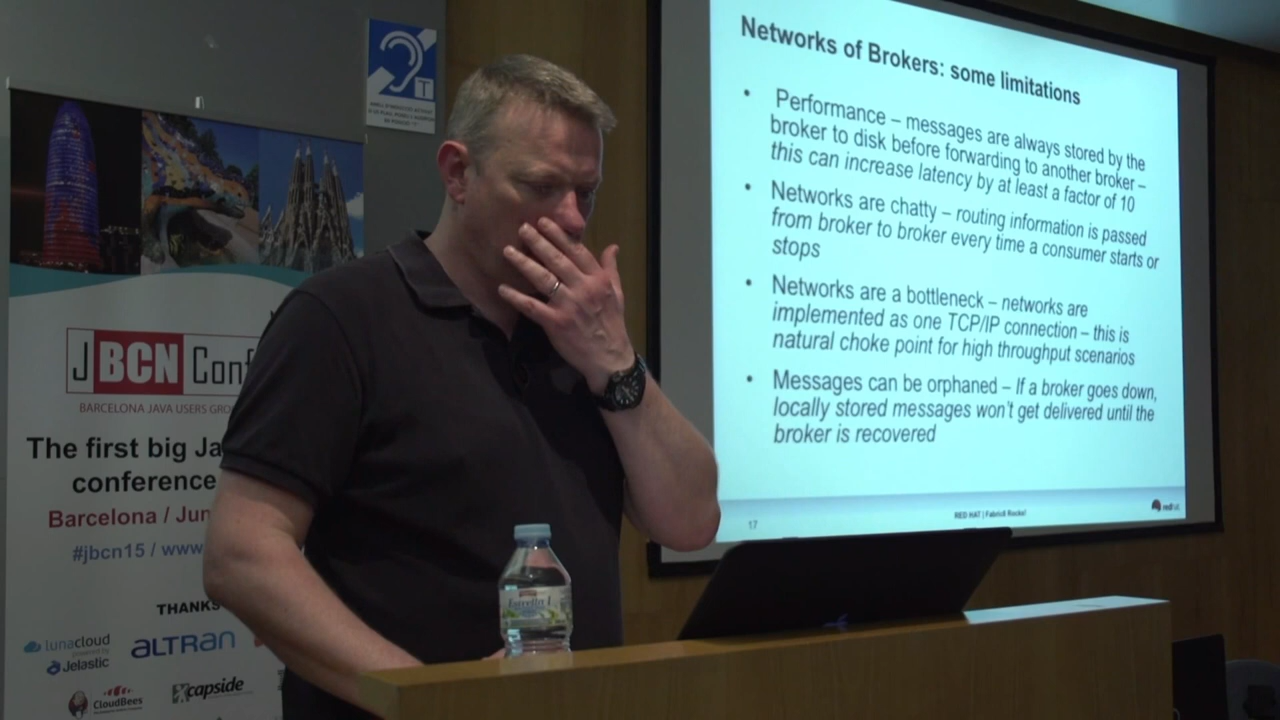 Networks of Brokers: some limitations
• Performance – messages are always stored by the
broker to disk before forwarding to another broker –
this can increase latency by at least a factor of 10
• Networks are chatty – routing information is passed
from broker to broker every time a consumer starts or
stops
• Networks are a bottleneck – networks are
implemented as one TCP/IP connection – this is
natural choke point for high throughput scenarios
• Messages can be orphaned – If a broker goes down,
locally stored messages won't get delivered until the
broker is recovered
17
RED HAT |
redhat
T
JBCN Conf
BARCELONA JAVA USERS GRO
The first big Ja
conference
Barcelona / Jun
#jbcn15 / www
THANKS
lunacloud
powered by
Jelastic
ALTRAN
CloudBees
capside